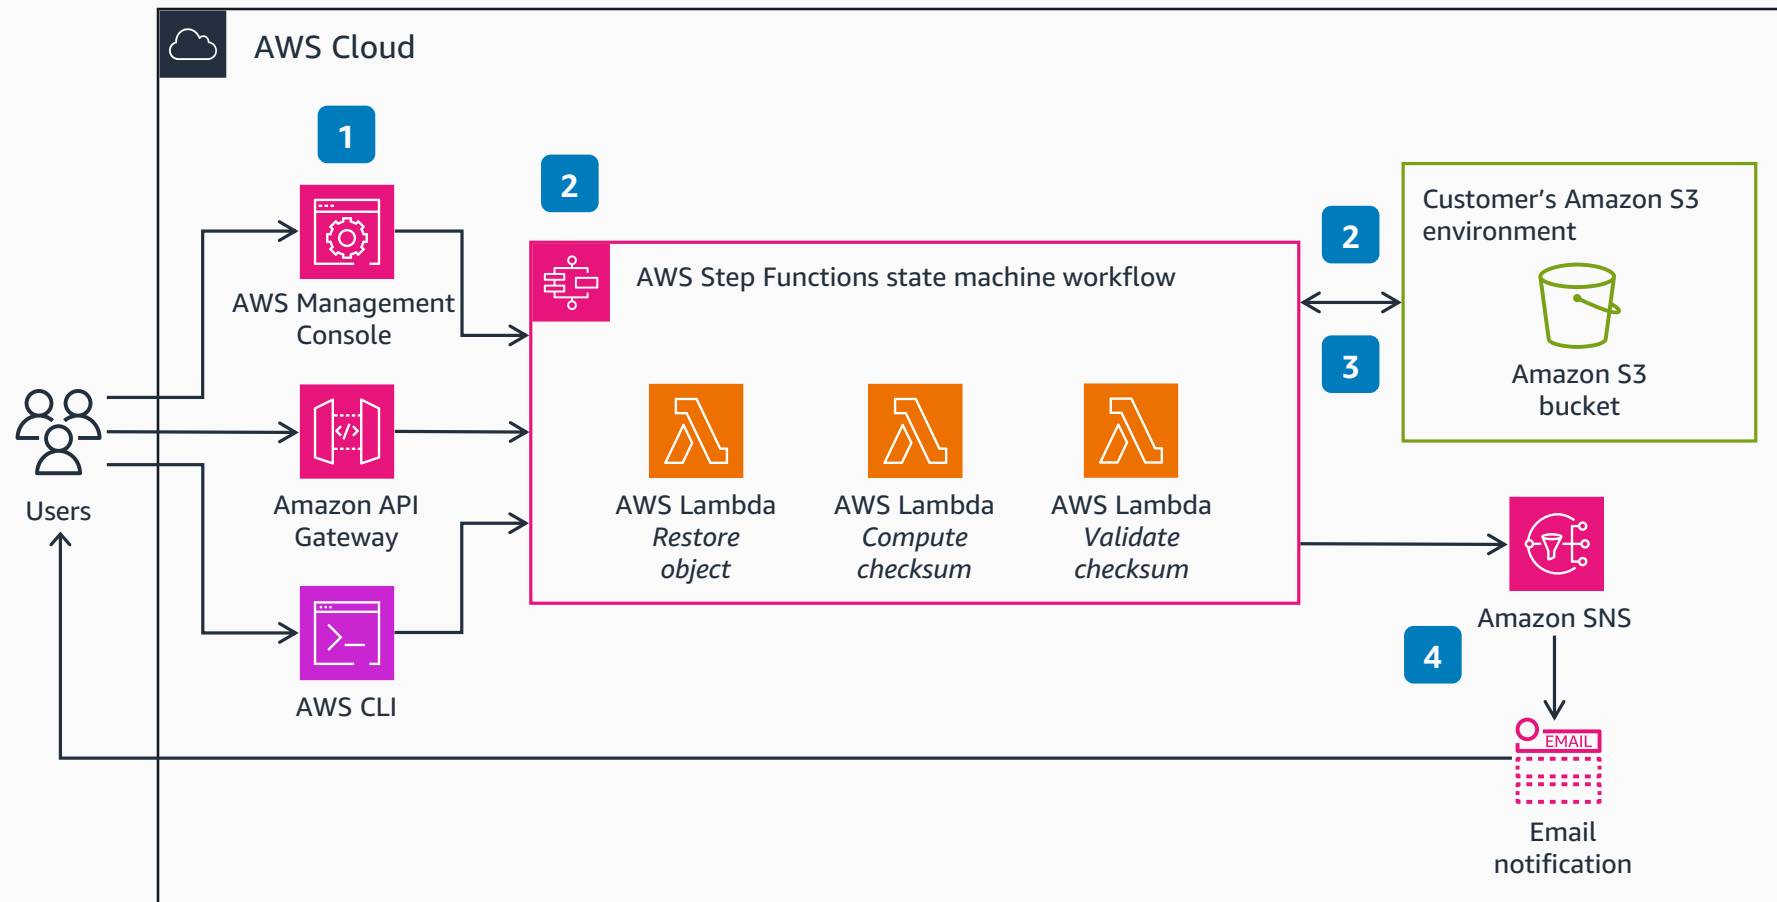 AWS Cloud
1
2
AWS Management
Console
AWS Step Functions state machine workflow
2
3
Customer’s Amazon S3
environment
Amazon S3
bucket
Users
Amazon API
Gateway
</>
AWS CLI
AWS Lambda
Restore
object
AWS Lambda
Compute
checksum
AWS Lambda
Validate
checksum
Amazon SNS
4
EMAIL
Email
notification